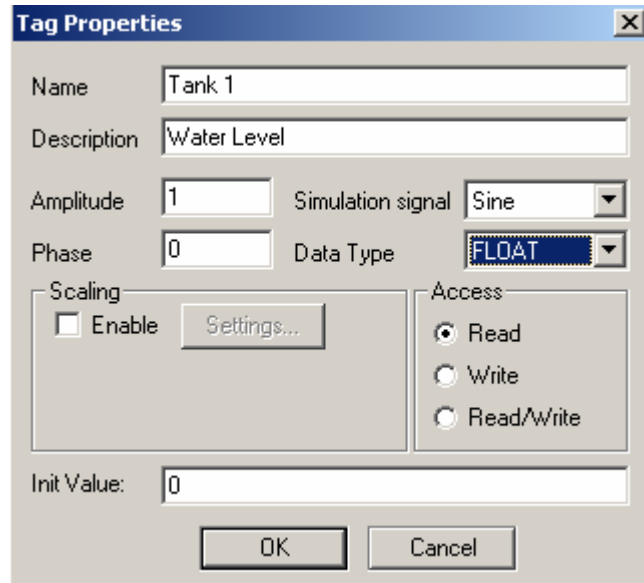 Tag Properties
Name Tank 1
Description Water Level
Amplitude 1 Simulation signal Sine
Phase 0 Data Type FLOAT
Scaling Access
Enable Settings... Read
Write
Read/Write
Init Value: 0
OK Cancel